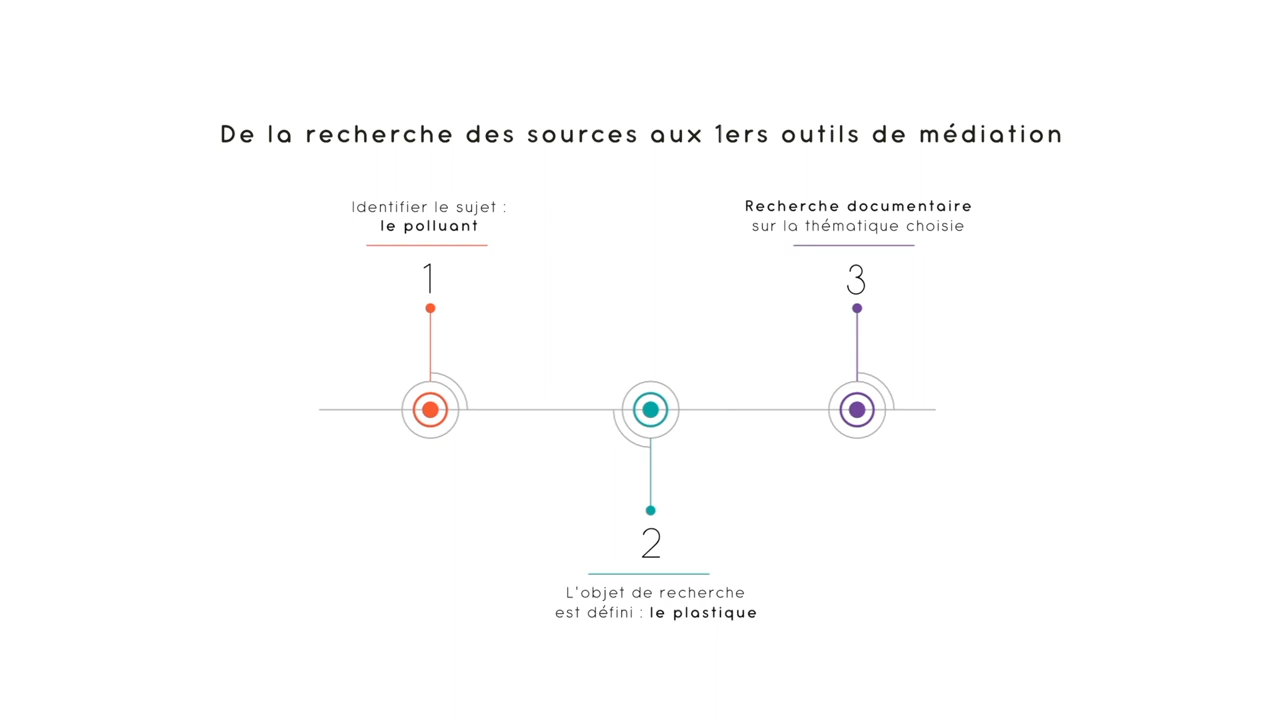 De la recherche des sources aux 1ers outils de médiation
Identifier le sujet :
le polluant
1
Recherche documentaire
sur la thématique choisie
3
2
L'objet de recherche
est défini : le plastique